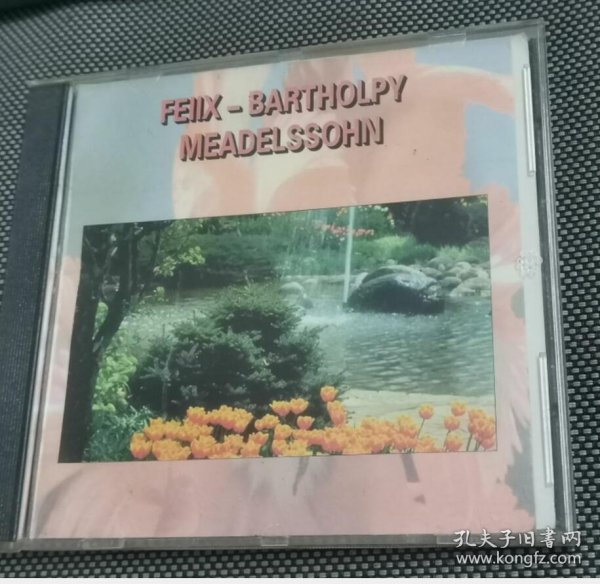 FEIIX – BARTHOLPY
MEADELSSOHN
孔夫子旧书网
www.kongfz.com